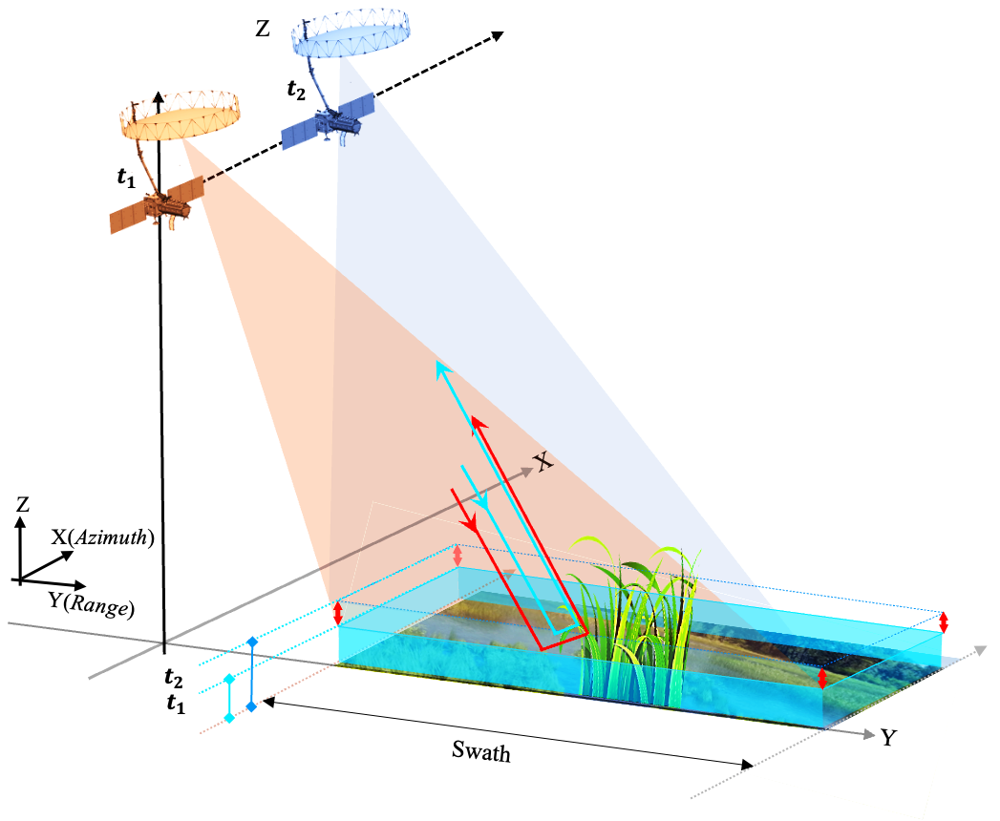 Z
t₂
t₁
X
Z
X(Azimuth)
Y(Range)
t₂
t₁
Y
Swath